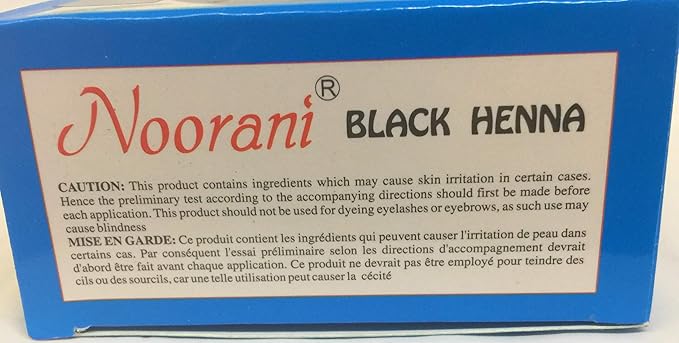 Noorani® BLACK HENNA
CAUTION: This product contains ingredients which may cause skin irritation in certain cases.
Hence the preliminary test according to the accompanying directions should first be made before
each application. This product should not be used for dyeing eyelashes or eyebrows, as such use may
cause blindness
MISE EN GARDE: Ce produit contient les ingrédients qui peuvent causer l'irritation de peau dans
certains cas. Par conséquent l'essai préliminaire selon les directions d'accompagnement devrait
d'abord être fait avant chaque application. Ce produit ne devrait pas être employé pour teindre des
cils ou des sourcils, car une telle utilisation peut causer la cécité